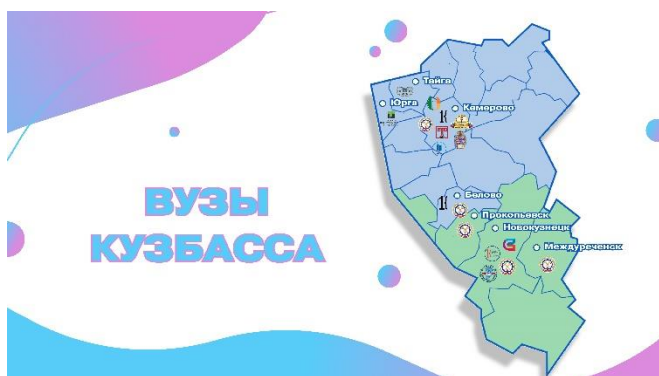 Тайга
Юрга
Кемерово
ВУЗЫ
КУЗБАССА
Белово
Прокопьевск
Новокузнецк
Междуреченск